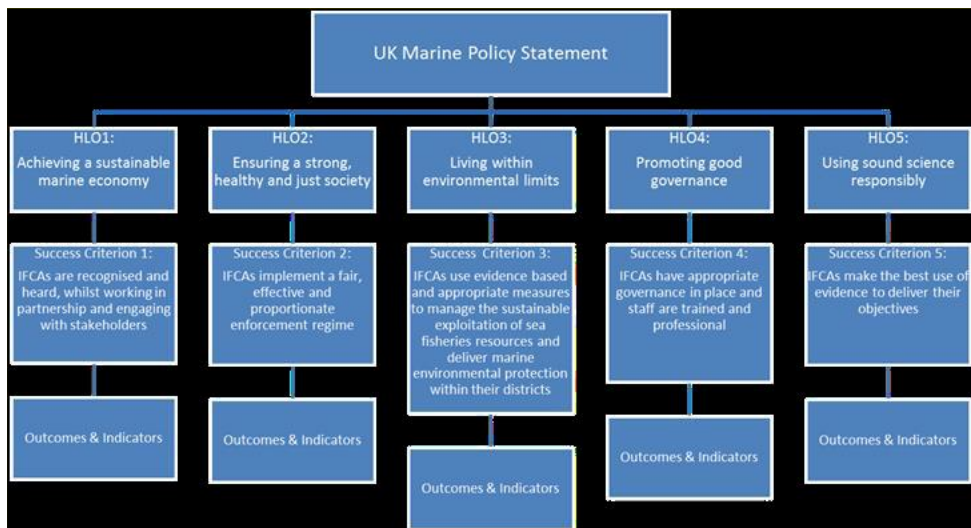 UK Marine Policy Statement
HLO1:
Achieving a sustainable
marine economy
HLO2:
Ensuring a strong,
healthy and just society
HLO3:
Living within
environmental limits
HLO4:
Promoting good
governance
HLO5:
Using sound science
responsibly
Success Criterion 1:
IFCAs are recognised and
heard, whilst working in
partnership and engaging
with stakeholders
Success Criterion 2:
IFCAs implement a fair,
effective and
proportionate
enforcement regime
Success Criterion 3:
IFCAs use evidence based
and appropriate measures
to manage the sustainable
exploitation of sea
fisheries resources and
deliver marine
environmental protection
within their districts
Success Criterion 4:
IFCAs have appropriate
governance in place and
staff are trained and
professional
Success Criterion 5:
IFCAs make the best use of
evidence to deliver their
objectives
Outcomes & Indicators
Outcomes & Indicators
Outcomes & Indicators
Outcomes & Indicators
Outcomes & Indicators